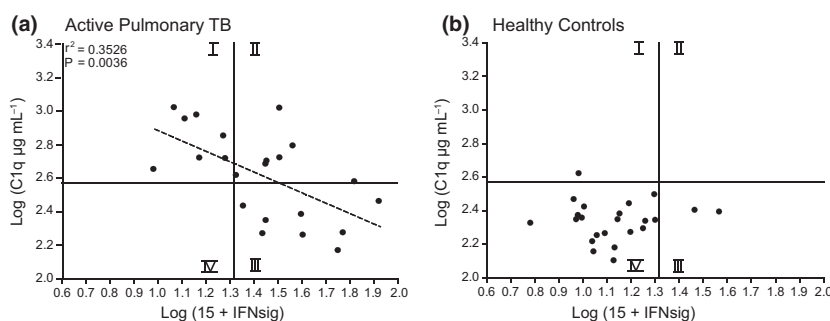 (a) Active Pulmonary TB
r² = 0.3526
P = 0.0036
I II
Log (C1q µg mL⁻¹)
3.4
3.2
3.0
2.8
2.6
2.4
2.2
2.0
IV III
0.6 0.7 0.8 0.9 1.0 1.1 1.2 1.3 1.4 1.5 1.6 1.7 1.8 1.9 2.0
Log (15 + IFNsig)
(b) Healthy Controls
I II
Log (C1q µg mL⁻¹)
3.4
3.2
3.0
2.8
2.6
2.4
2.2
2.0
IV III
0.6 0.7 0.8 0.9 1.0 1.1 1.2 1.3 1.4 1.5 1.6 1.7 1.8 1.9 2.0
Log (15 + IFNsig)